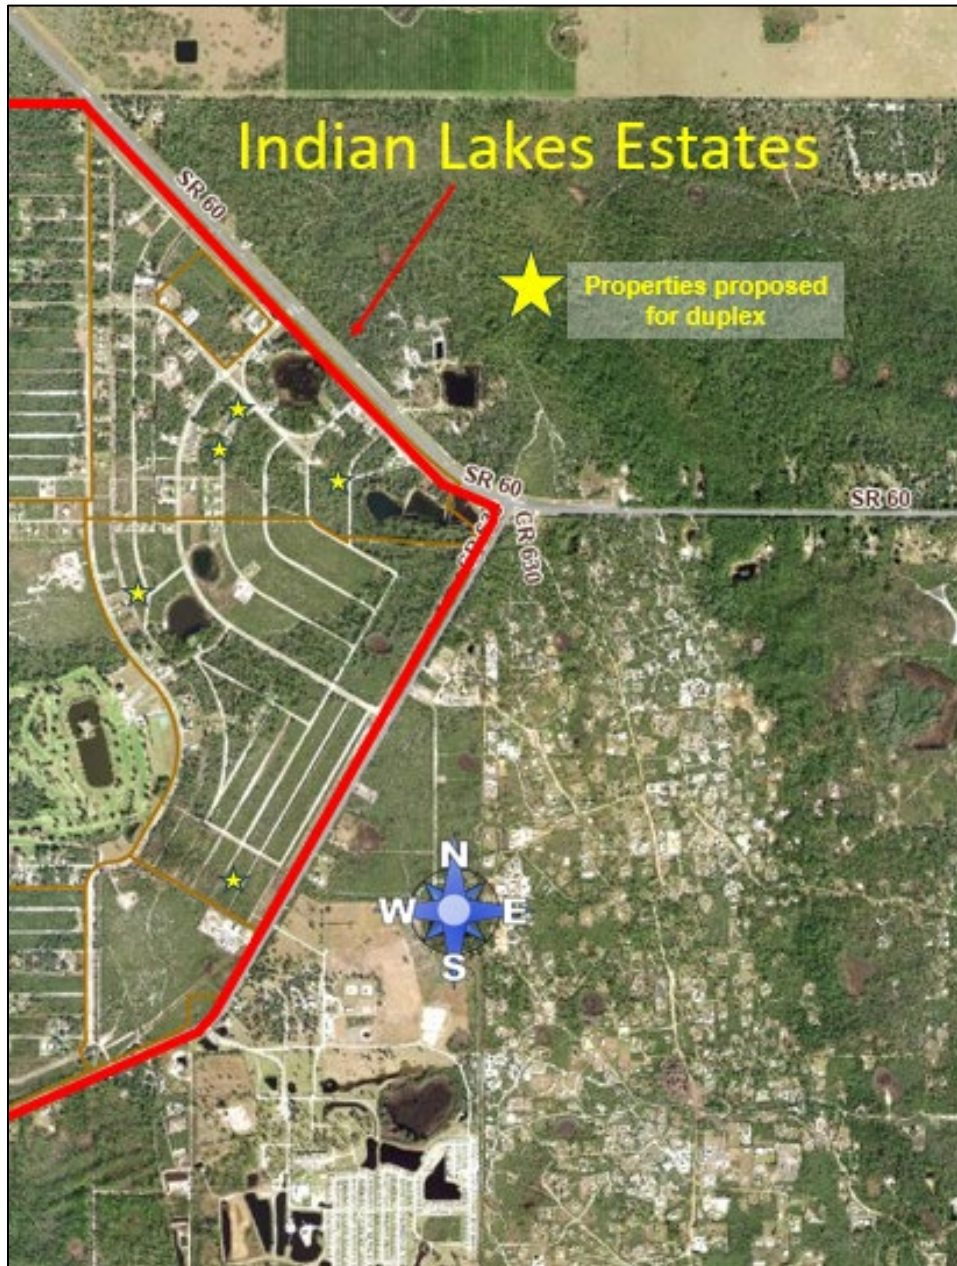 Indian Lakes Estates
SR 60
Properties proposed
for duplex
SR 60
SR 60
CR 630
N
W
E
S